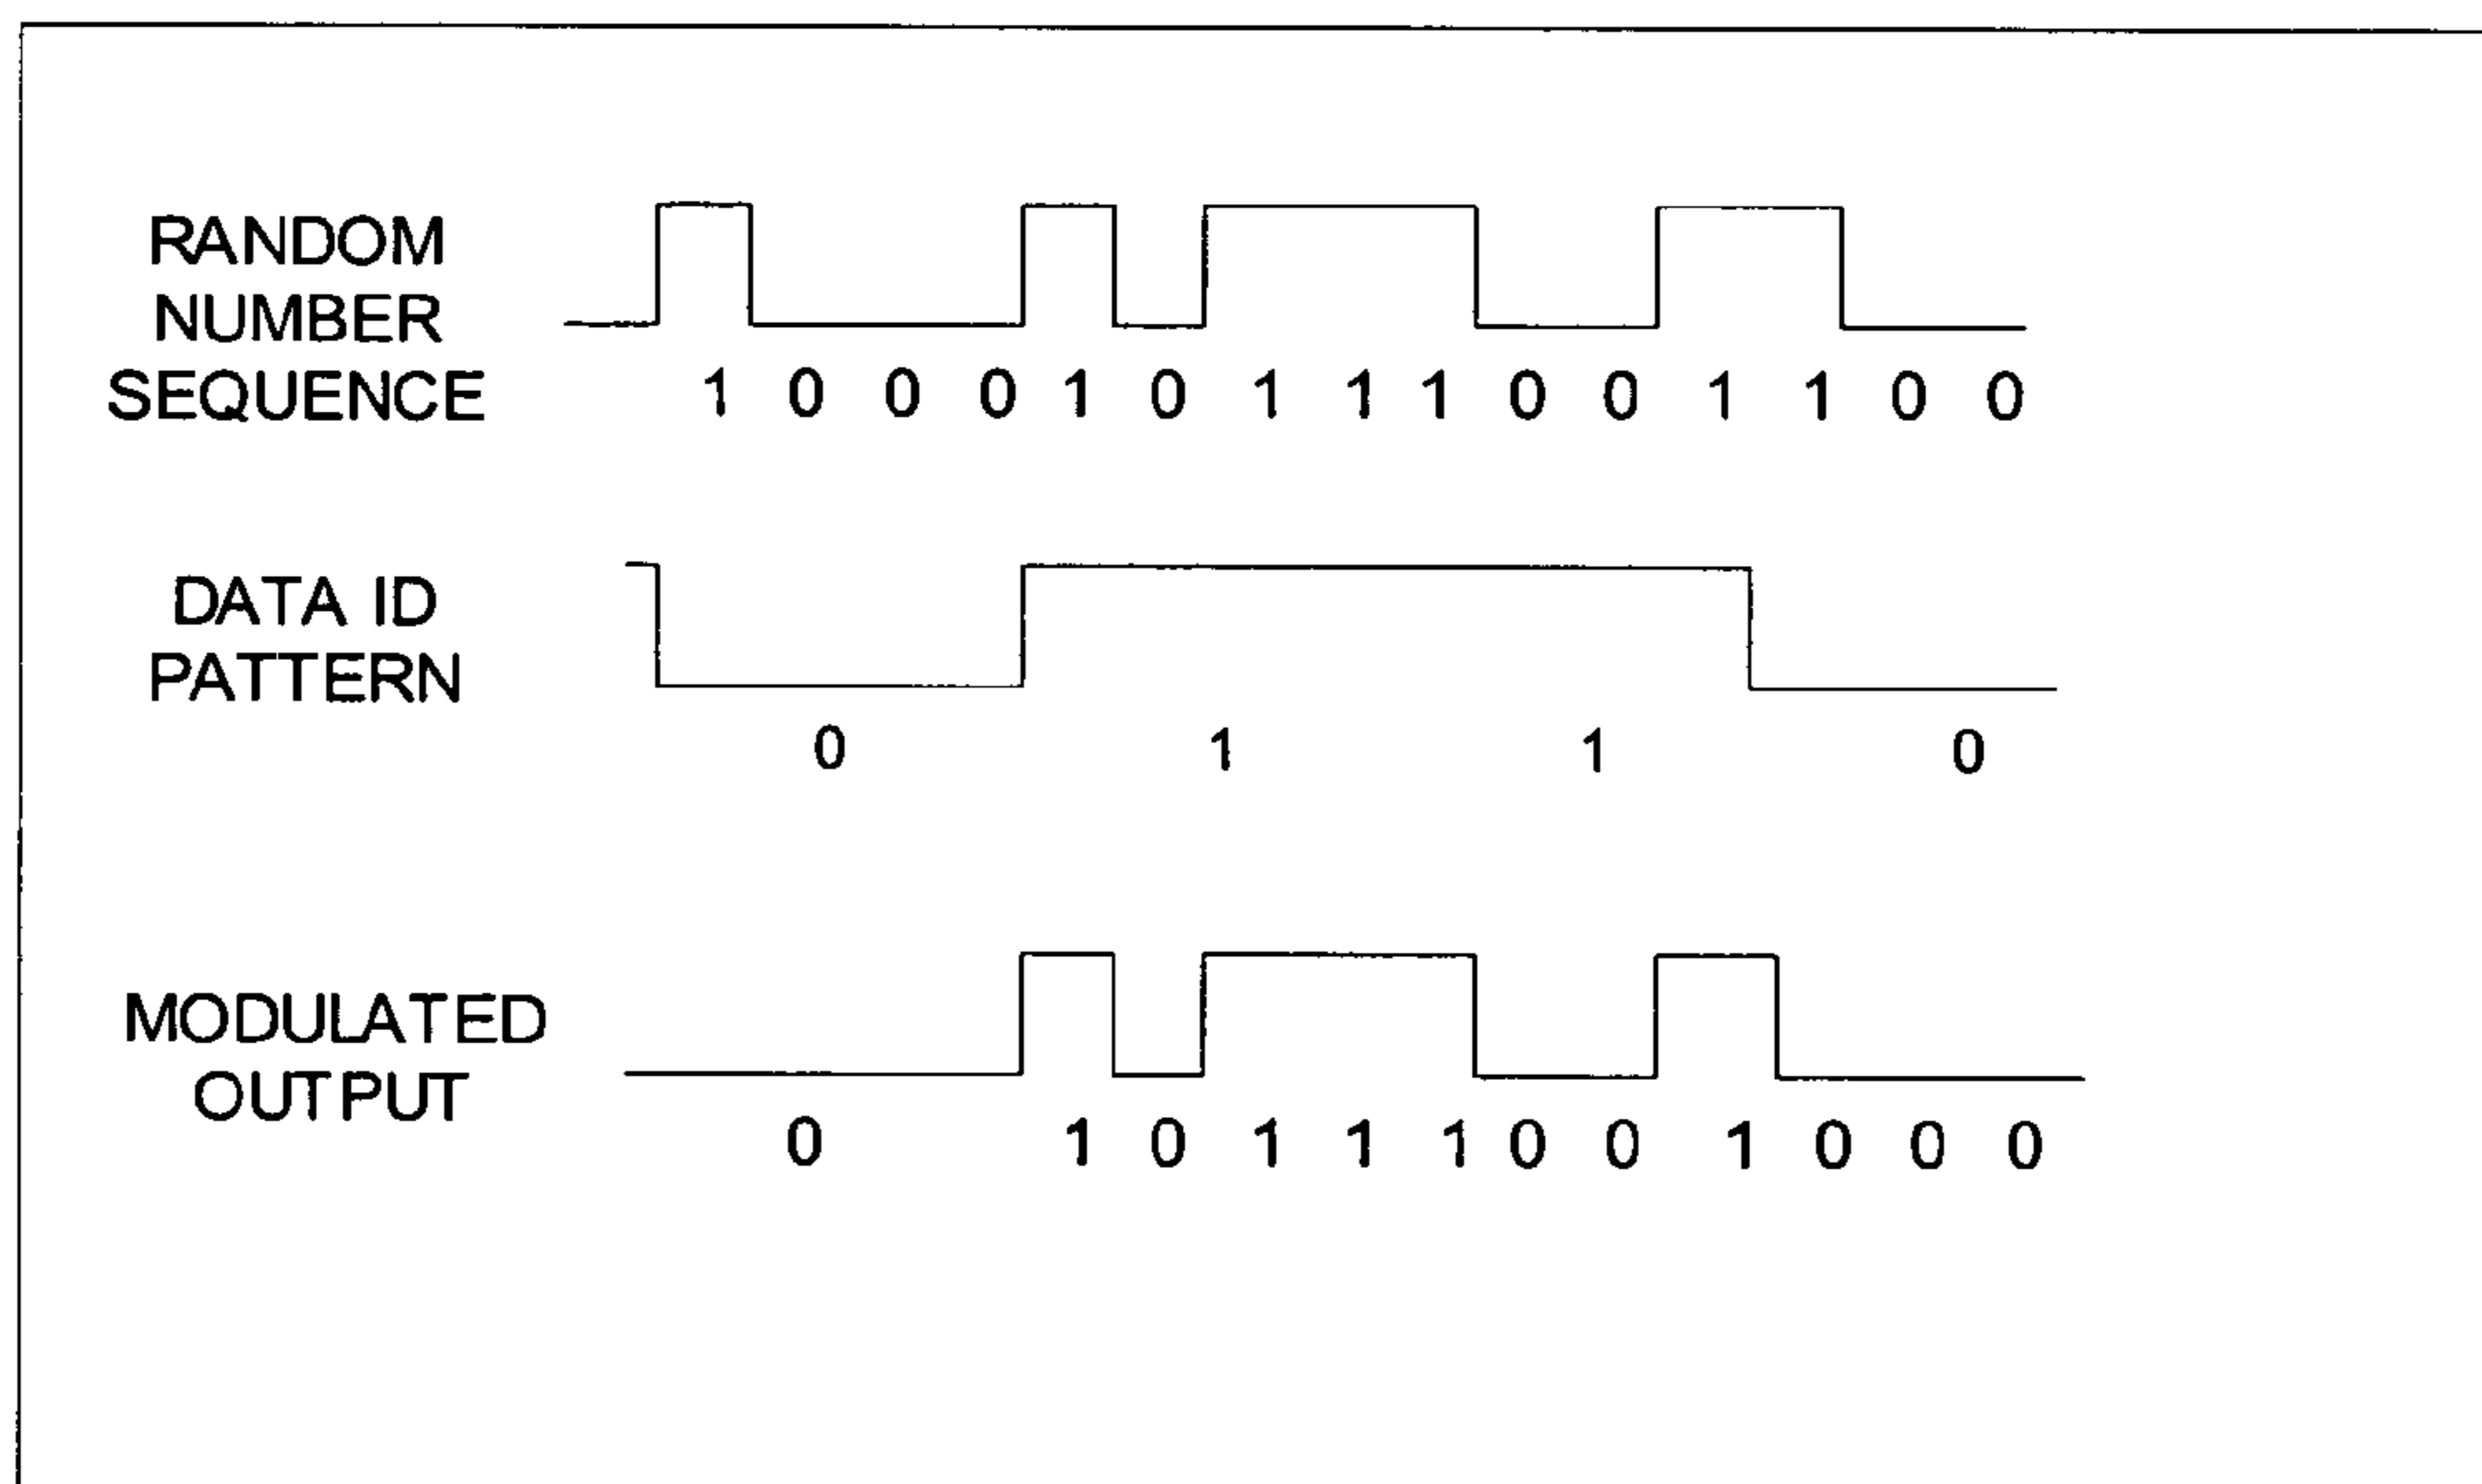 RANDOM
NUMBER
SEQUENCE
1 0 0 0 1 0 1 1 1 0 0 1 1 0 0
DATA ID
PATTERN
0 1 1 0
MODULATED
OUTPUT
0 1 0 1 1 1 0 0 1 0 0 0